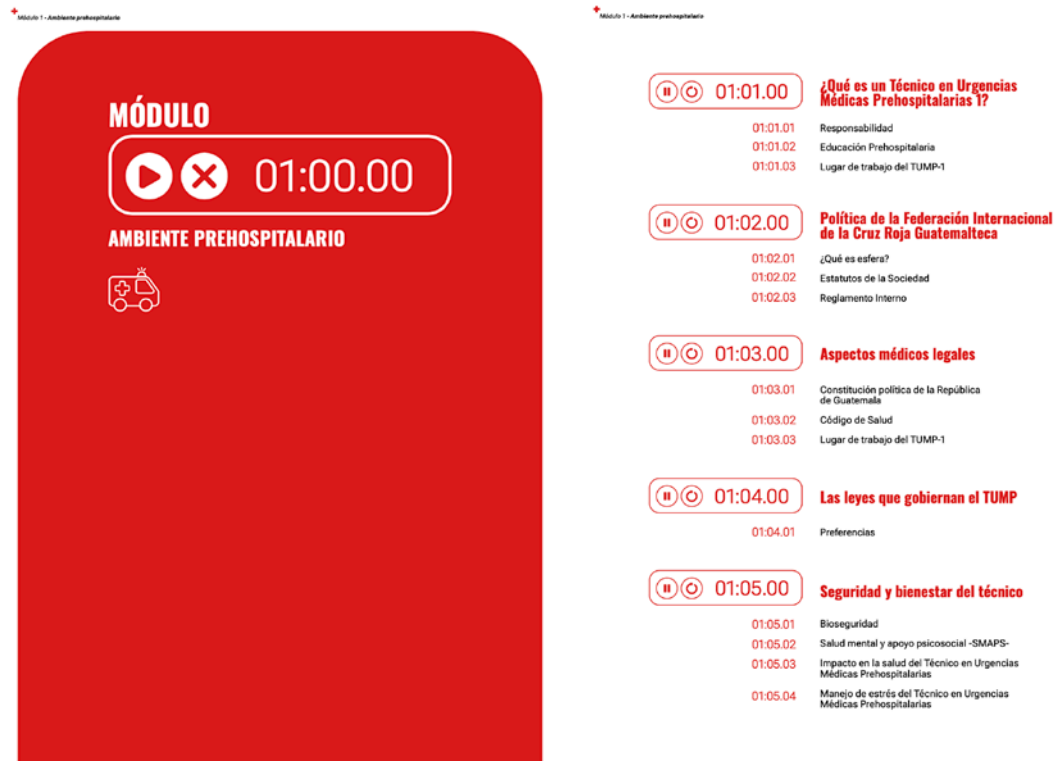 Módulo 1 - Ambiente prehospitalario
MÓDULO
01:00.00
AMBIENTE PREHOSPITALARIO
Módulo 1 - Ambiente prehospitalario
01:01.00 ¿Qué es un Técnico en Urgencias
Médicas Prehospitalarias 1?
01:01.01 Responsabilidad
01:01.02 Educación Prehospitalaria
01:01.03 Lugar de trabajo del TUMP-1
01:02.00 Política de la Federación Internacional
de la Cruz Roja Guatemalteca
01:02.01 ¿Qué es esfera?
01:02.02 Estatutos de la Sociedad
01:02.03 Reglamento Interno
01:03.00 Aspectos médicos legales
01:03.01 Constitución política de la República
de Guatemala
01:03.02 Código de Salud
01:03.03 Lugar de trabajo del TUMP-1
01:04.00 Las leyes que gobiernan el TUMP
01:04.01 Preferencias
01:05.00 Seguridad y bienestar del técnico
01:05.01 Bioseguridad
01:05.02 Salud mental y apoyo psicosocial -SMAPS-
01:05.03 Impacto en la salud del Técnico en Urgencias
Médicas Prehospitalarias
01:05.04 Manejo de estrés del Técnico en Urgencias
Médicas Prehospitalarias